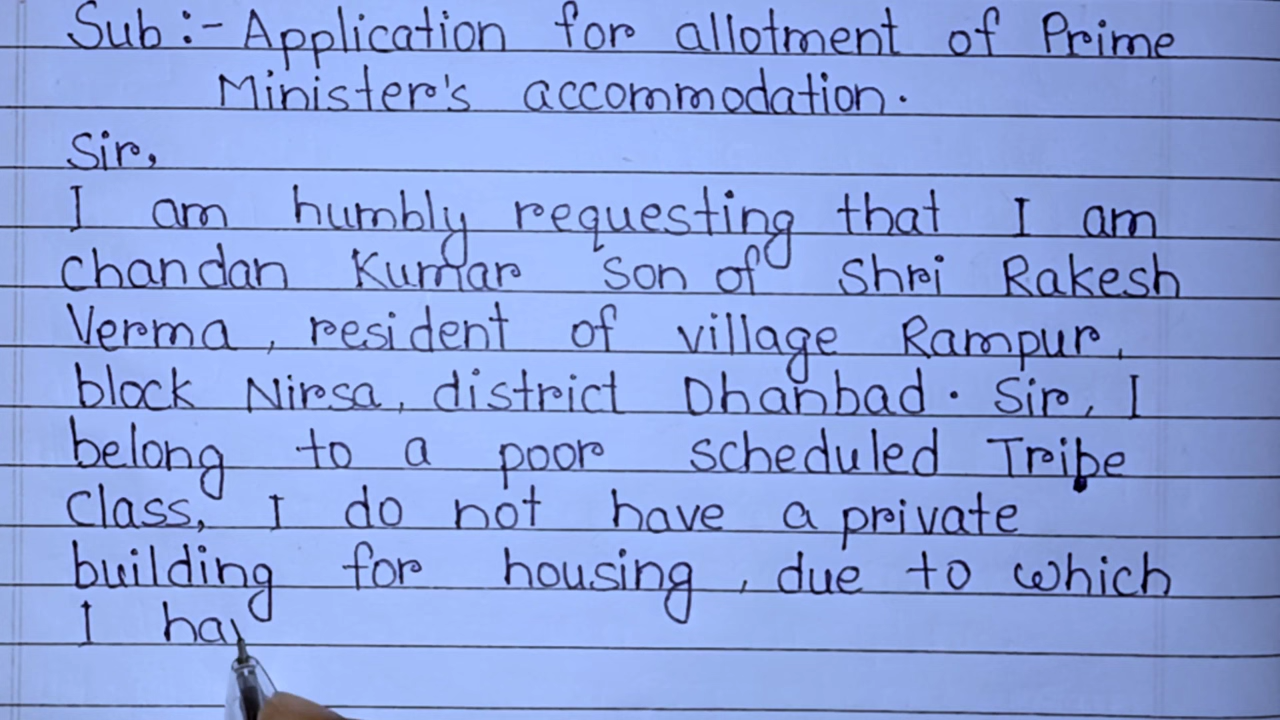 Sub:- Application for allotment of Prime
Minister's accommodation.
Sir,
I am humbly requesting that I am
chandan Kumar son of Shri Rakesh
Verma, resident of village Rampur,
block Nirsa, district Dhanbad. Sir, I
belong to a poor scheduled Tribe
Class, I do not have a private
building for housing, due to which
I hav